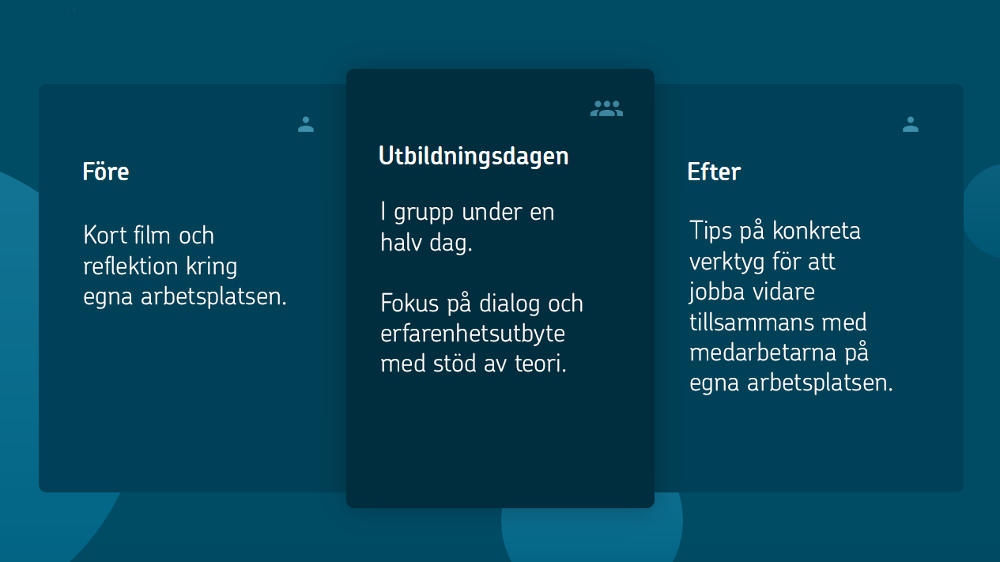 Före
Kort film och
reflektion kring
egna arbetsplatsen.
Utbildningsdagen
I grupp under en
halv dag.
Fokus på dialog och
erfarenhetsutbyte
med stöd av teori.
Efter
Tips på konkreta
verktyg för att
jobba vidare
tillsammans med
medarbetarna på
egna arbetsplatsen.